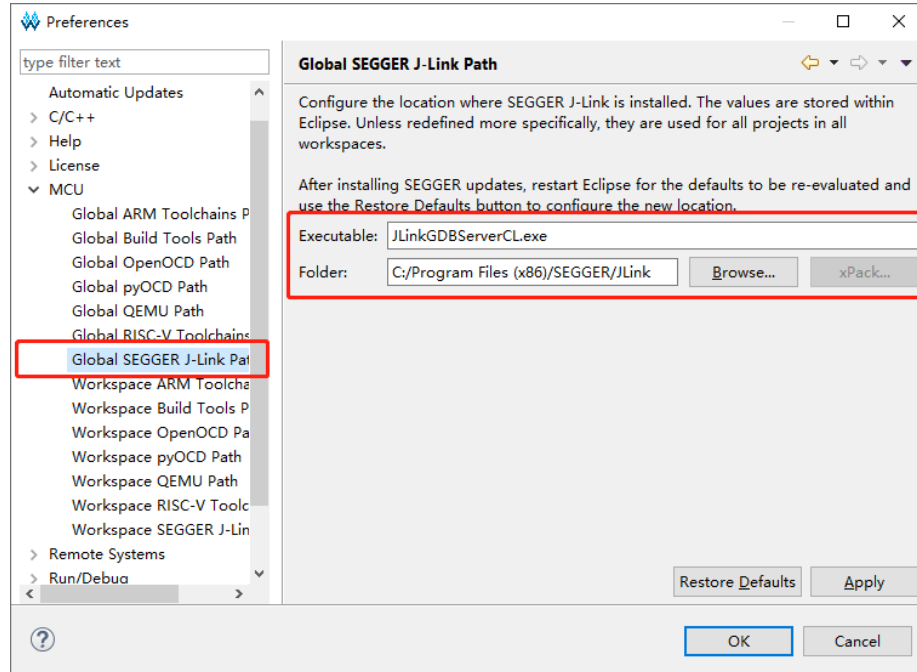 Preferences
type filter text
Automatic Updates
C/C++
Help
License
MCU
Global ARM Toolchains P
Global Build Tools Path
Global OpenOCD Path
Global pyOCD Path
Global QEMU Path
Global RISC-V Toolchains
Global SEGGER J-Link Pat
Workspace ARM Toolcha
Workspace Build Tools P
Workspace OpenOCD Pa
Workspace pyOCD Path
Workspace QEMU Path
Workspace RISC-V Toolc
Workspace SEGGER J-Lin
Remote Systems
Run/Debug
Global SEGGER J-Link Path
Configure the location where SEGGER J-Link is installed. The values are stored within
Eclipse. Unless redefined more specifically, they are used for all projects in all
workspaces.
After installing SEGGER updates, restart Eclipse for the defaults to be re-evaluated and
use the Restore Defaults button to configure the new location.
Executable: JLinkGDBServerCL.exe
Folder: C:/Program Files (x86)/SEGGER/JLink Browse... xPack...
Restore Defaults Apply
? OK Cancel